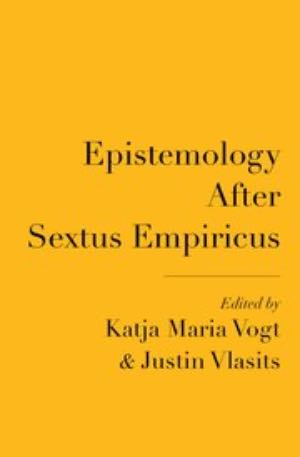 Epistemology
After
Sextus Empiricus
Edited by
Katja Maria Vogt
& Justin Vlasits